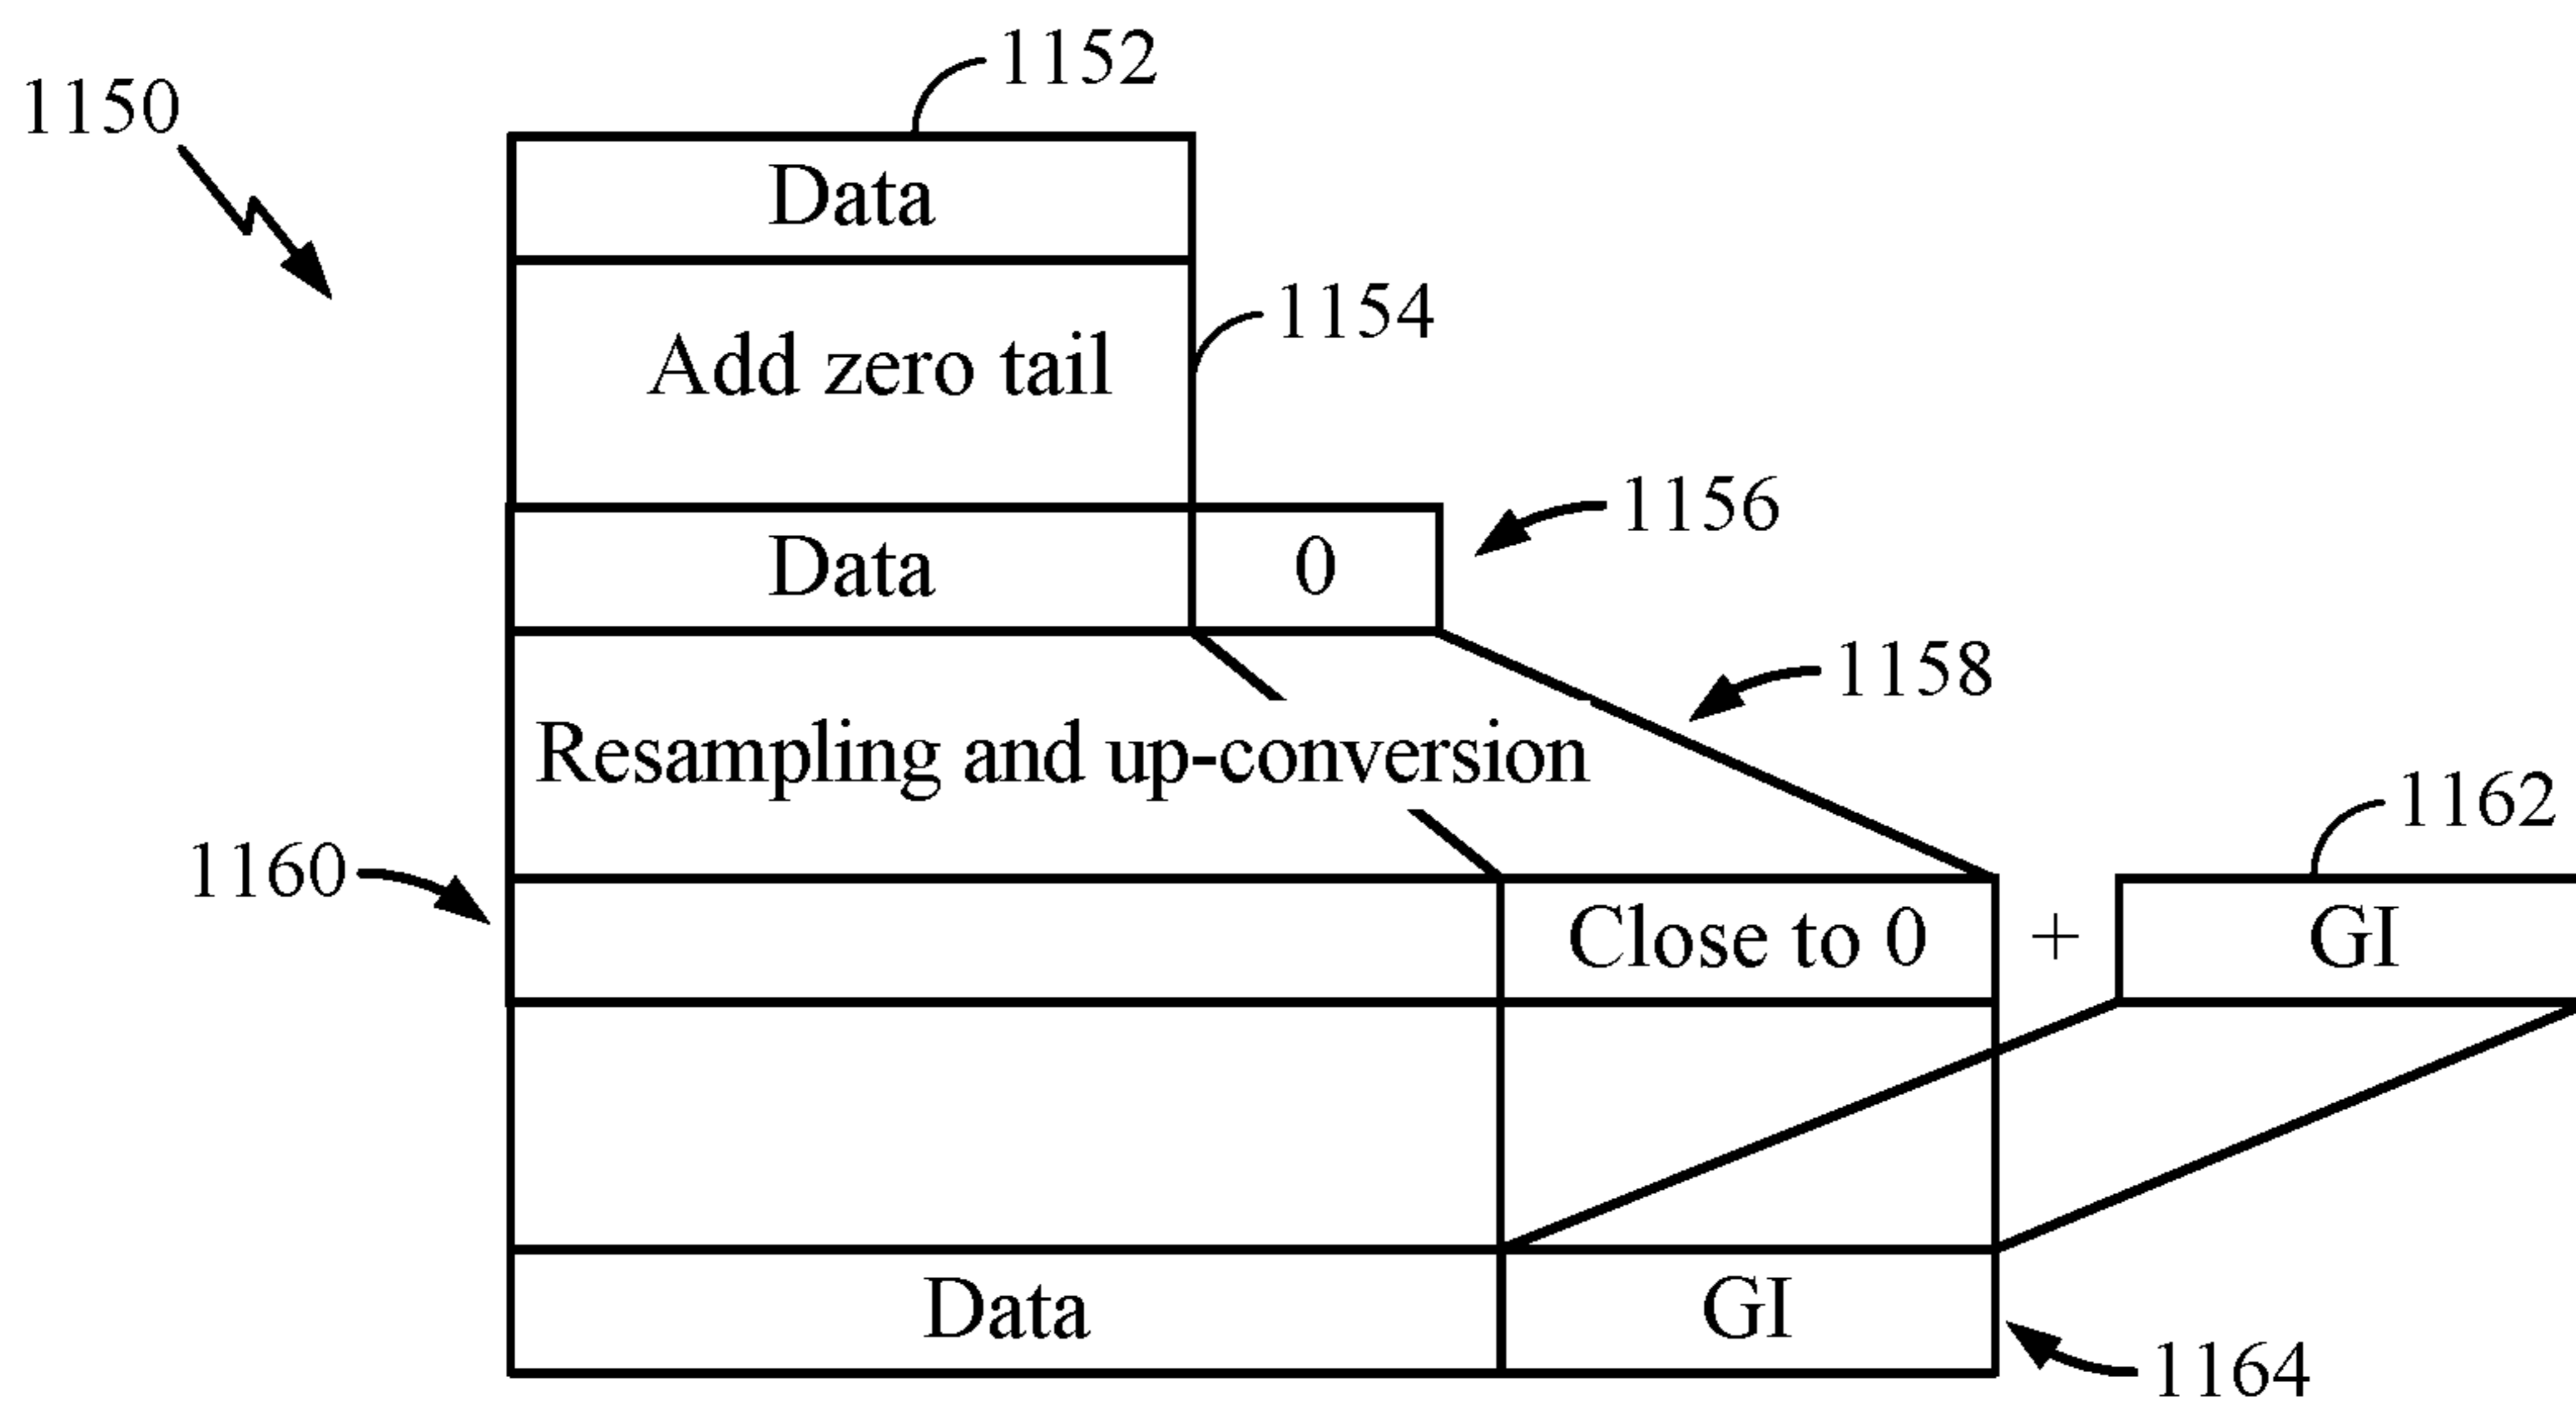 1152
1150
Data
1154
Add zero tail
1156
Data 0
1158
Resampling and up-conversion
1162
1160
Close to 0 + GI
Data GI
1164